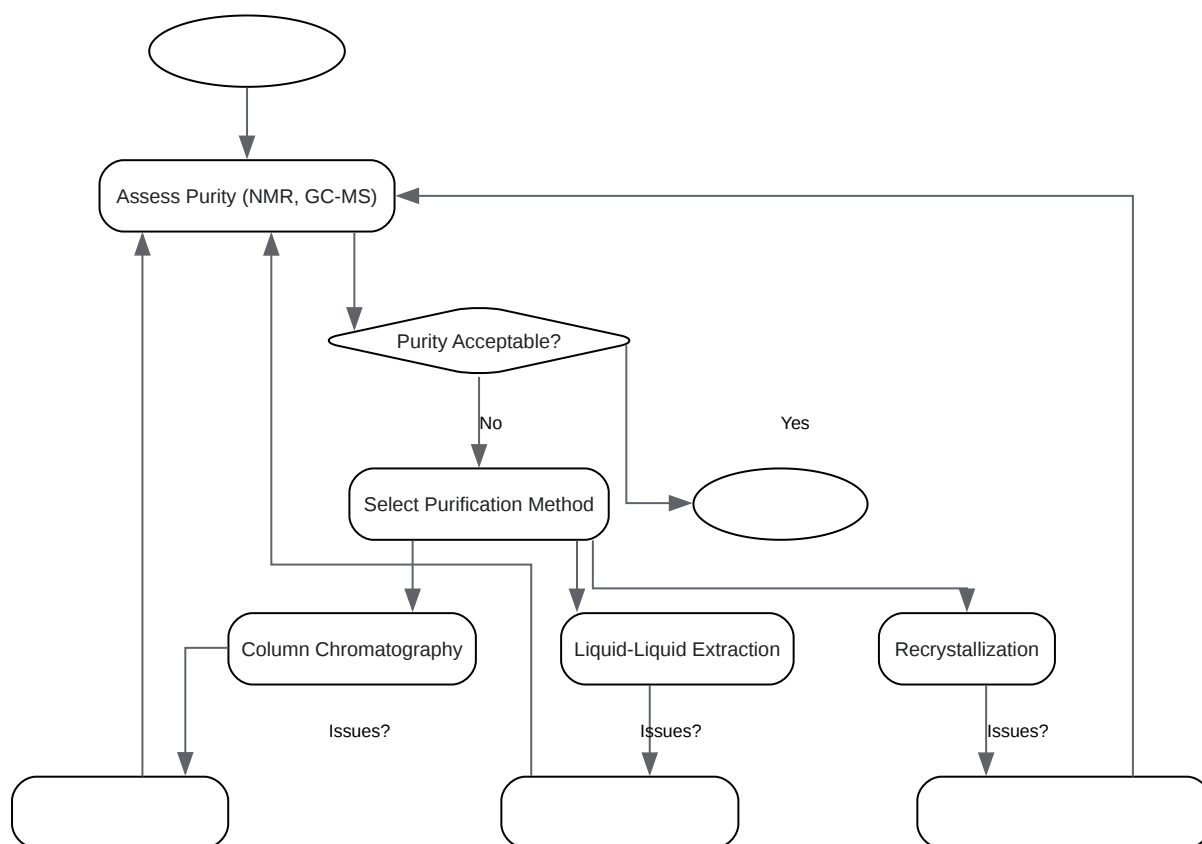 Assess Purity (NMR, GC-MS)
Purity Acceptable?
No
Yes
Select Purification Method
Column Chromatography
Liquid-Liquid Extraction
Recrystallization
Issues?
Issues?
Issues?